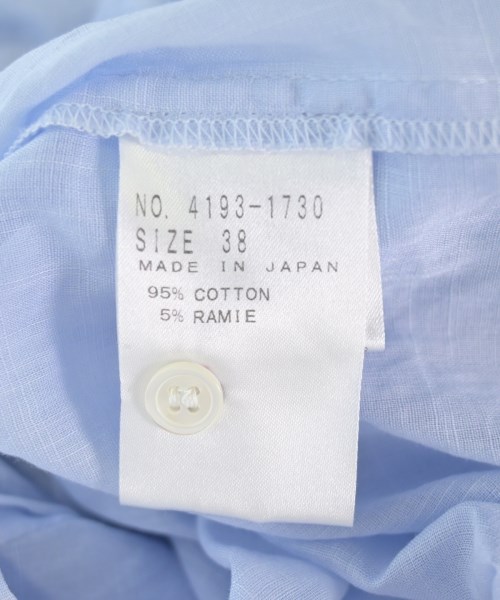 NO. 4193-1730
SIZE 38
MADE IN JAPAN
95% COTTON
5% RAMIE